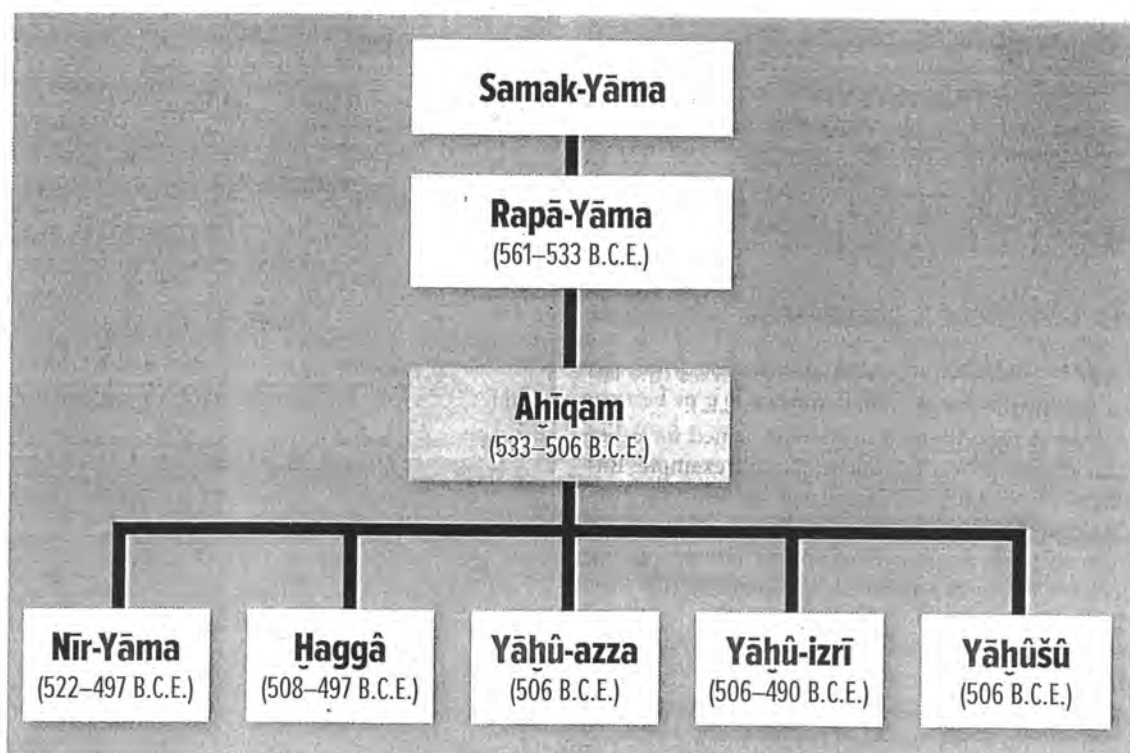 Samak-Yāma
Rapā-Yāma
(561–533 B.C.E.)
Aḫīqam
(533–506 B.C.E.)
Nīr-Yāma
(522–497 B.C.E.)
Ḫaggâ
(508–497 B.C.E.)
Yāḫû-azza
(506 B.C.E.)
Yāḫû-izrī
(506–490 B.C.E.)
Yāḫûšû
(506 B.C.E.)